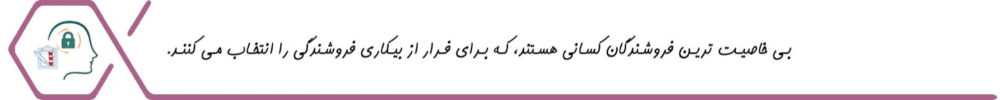 بی خاصیت ترین فروشندگان کسانی هستند، که برای فرار از بیکاری فروشندگی را انتخاب می کنند.